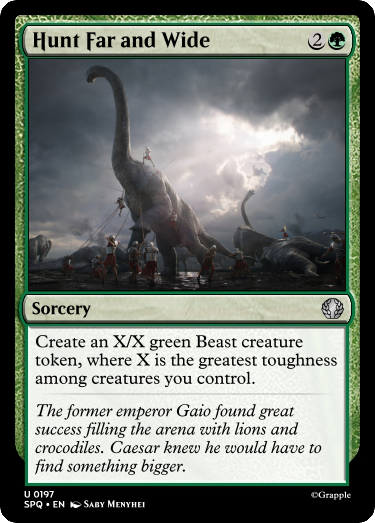 Hunt Far and Wide 2
Sorcery
Create an X/X green Beast creature
token, where X is the greatest toughness
among creatures you control.
The former emperor Gaio found great
success filling the arena with lions and
crocodiles. Caesar knew he would have to
find something bigger.
U 0197
SPQ • EN Saby Menyhei
©Grapple